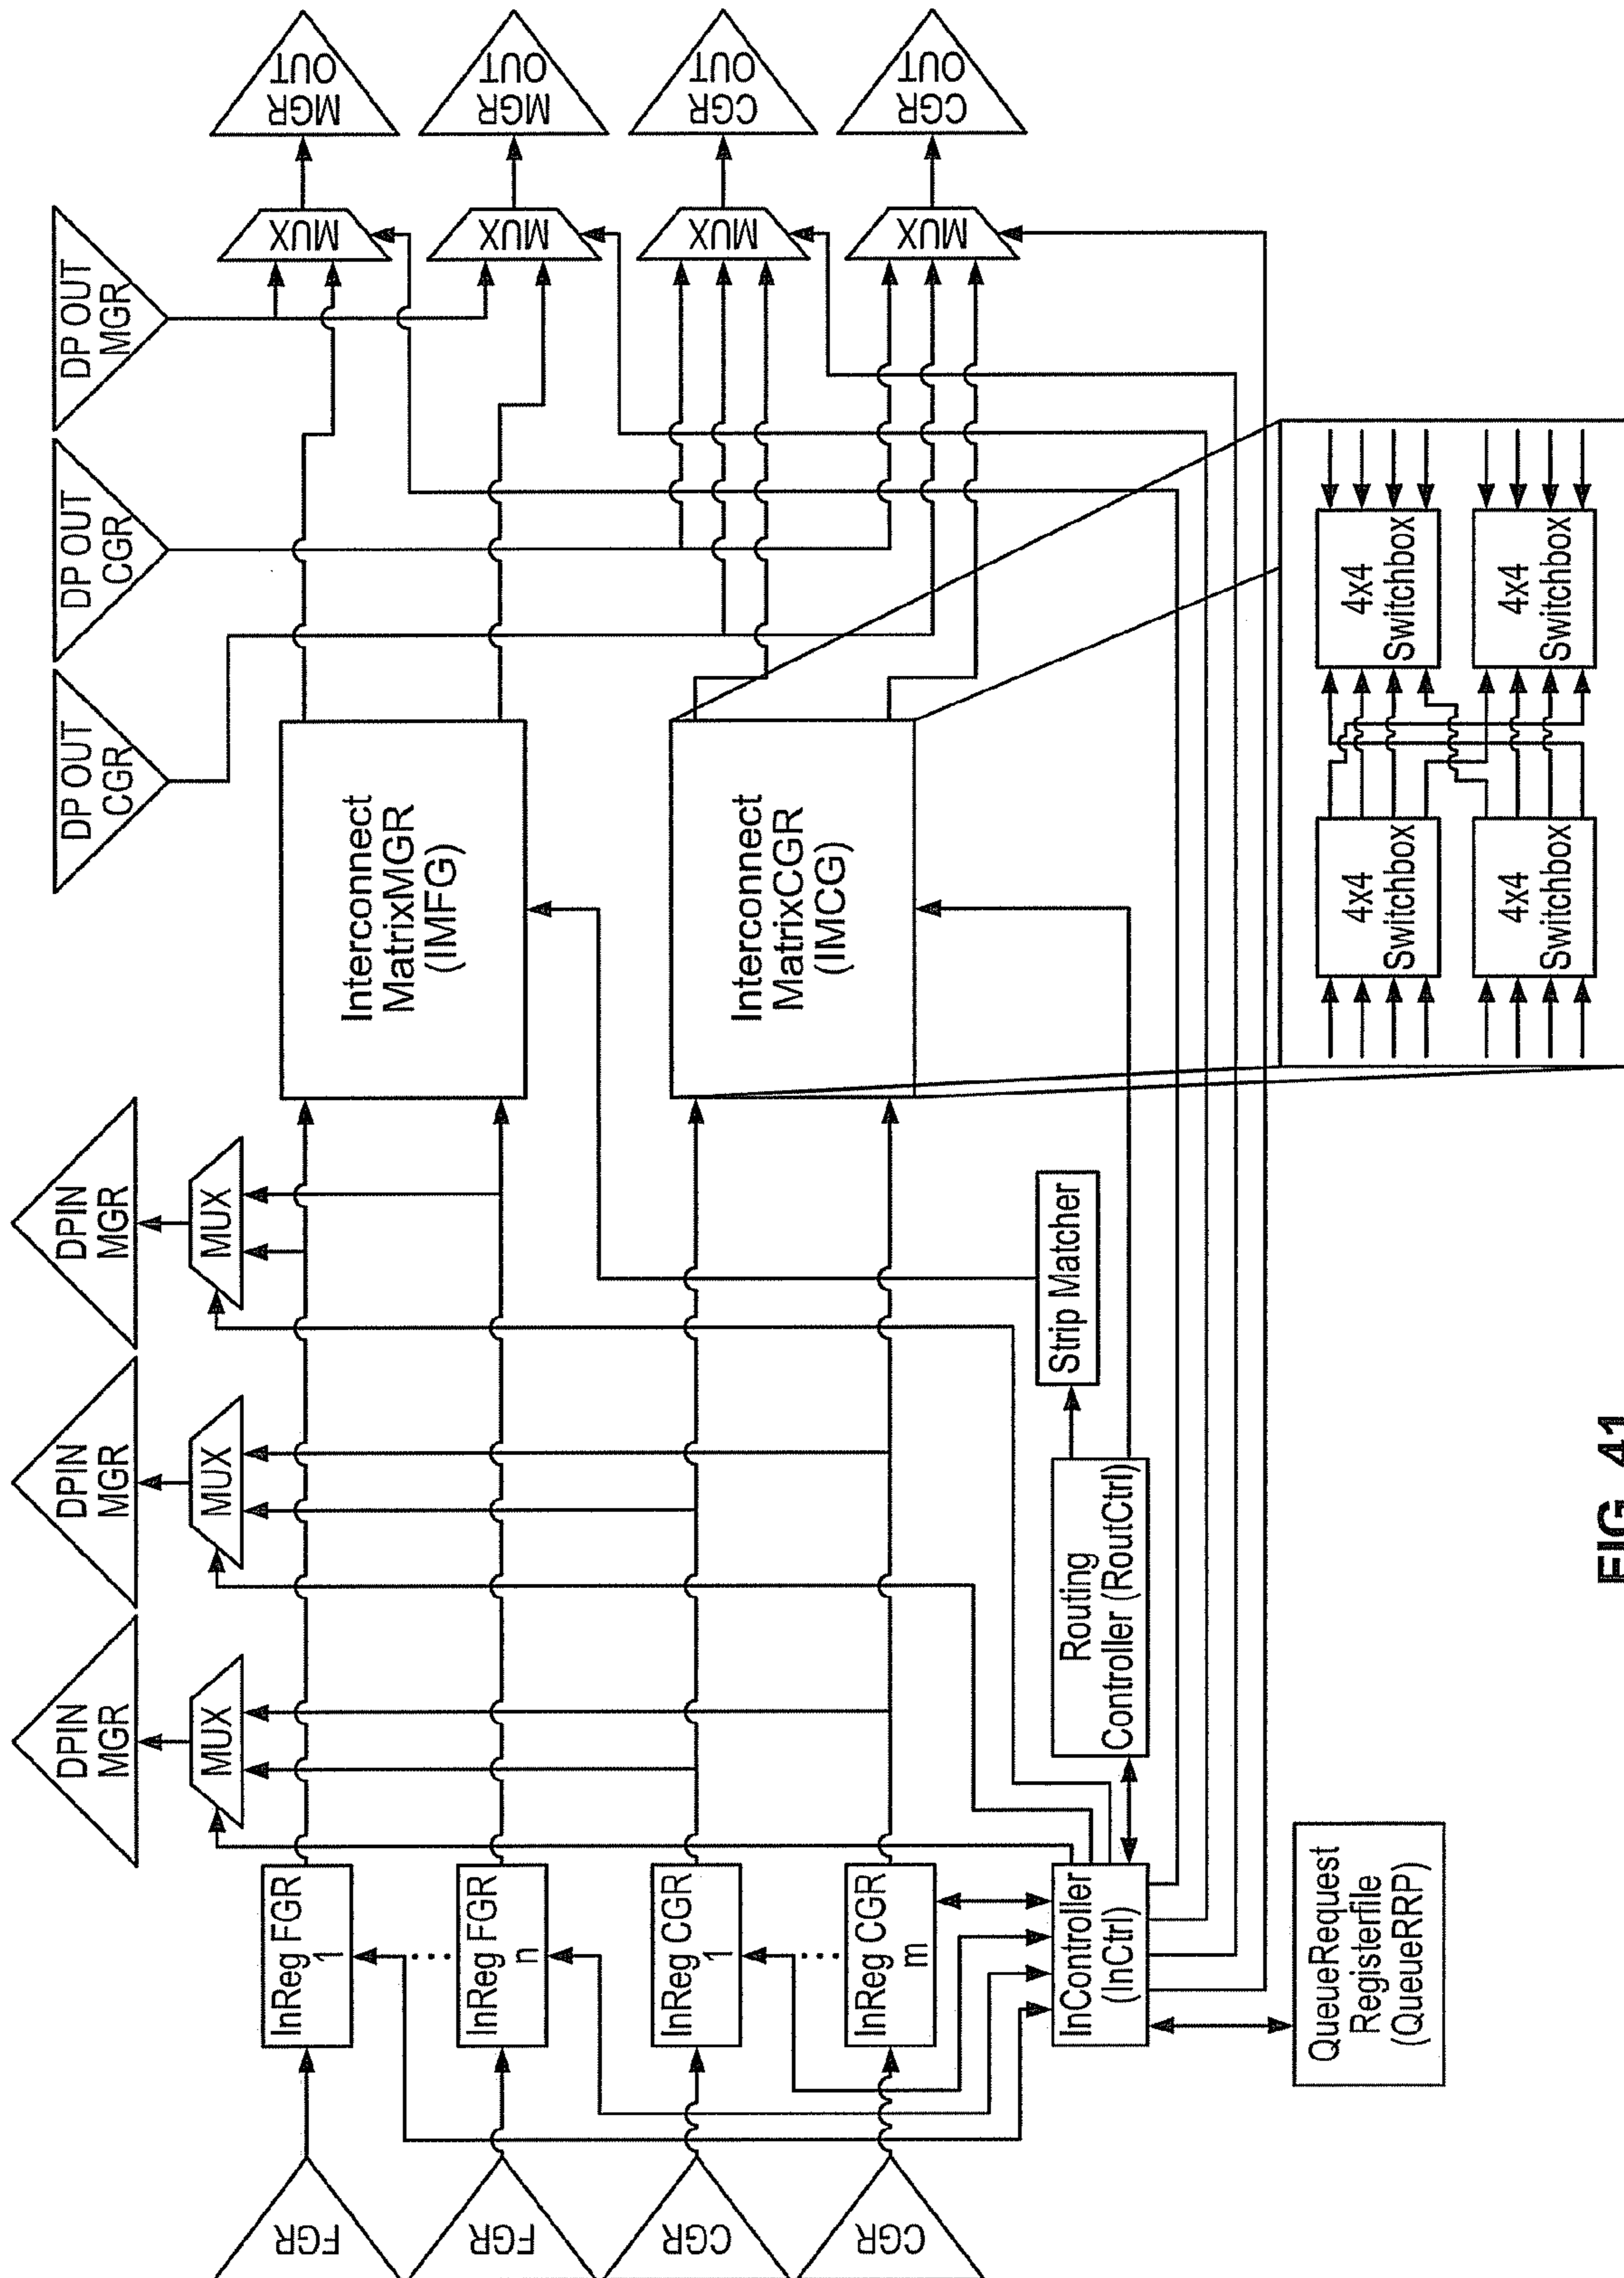 DPIN
MGR
DPIN
MGR
DPIN
MGR
DP OUT
CGR
DP OUT
CGR
DP OUT
MGR
MUX
MUX
MUX
FGR
InReg FGR
1
Interconnect
MatrixMGR
(IMFG)
MUX
MGR
OUT
FGR
InReg FGR
n
MUX
MGR
OUT
CGR
InReg CGR
1
Interconnect
MatrixCGR
(IMCG)
MUX
CGR
OUT
CGR
InReg CGR
m
MUX
CGR
OUT
InController
(InCtrl)
Routing
Controller (RoutCtrl)
Strip Matcher
QueueRequest
Registerfile
(QueueRRP)
4x4
Switchbox
4x4
Switchbox
4x4
Switchbox
4x4
Switchbox
FIG. 41